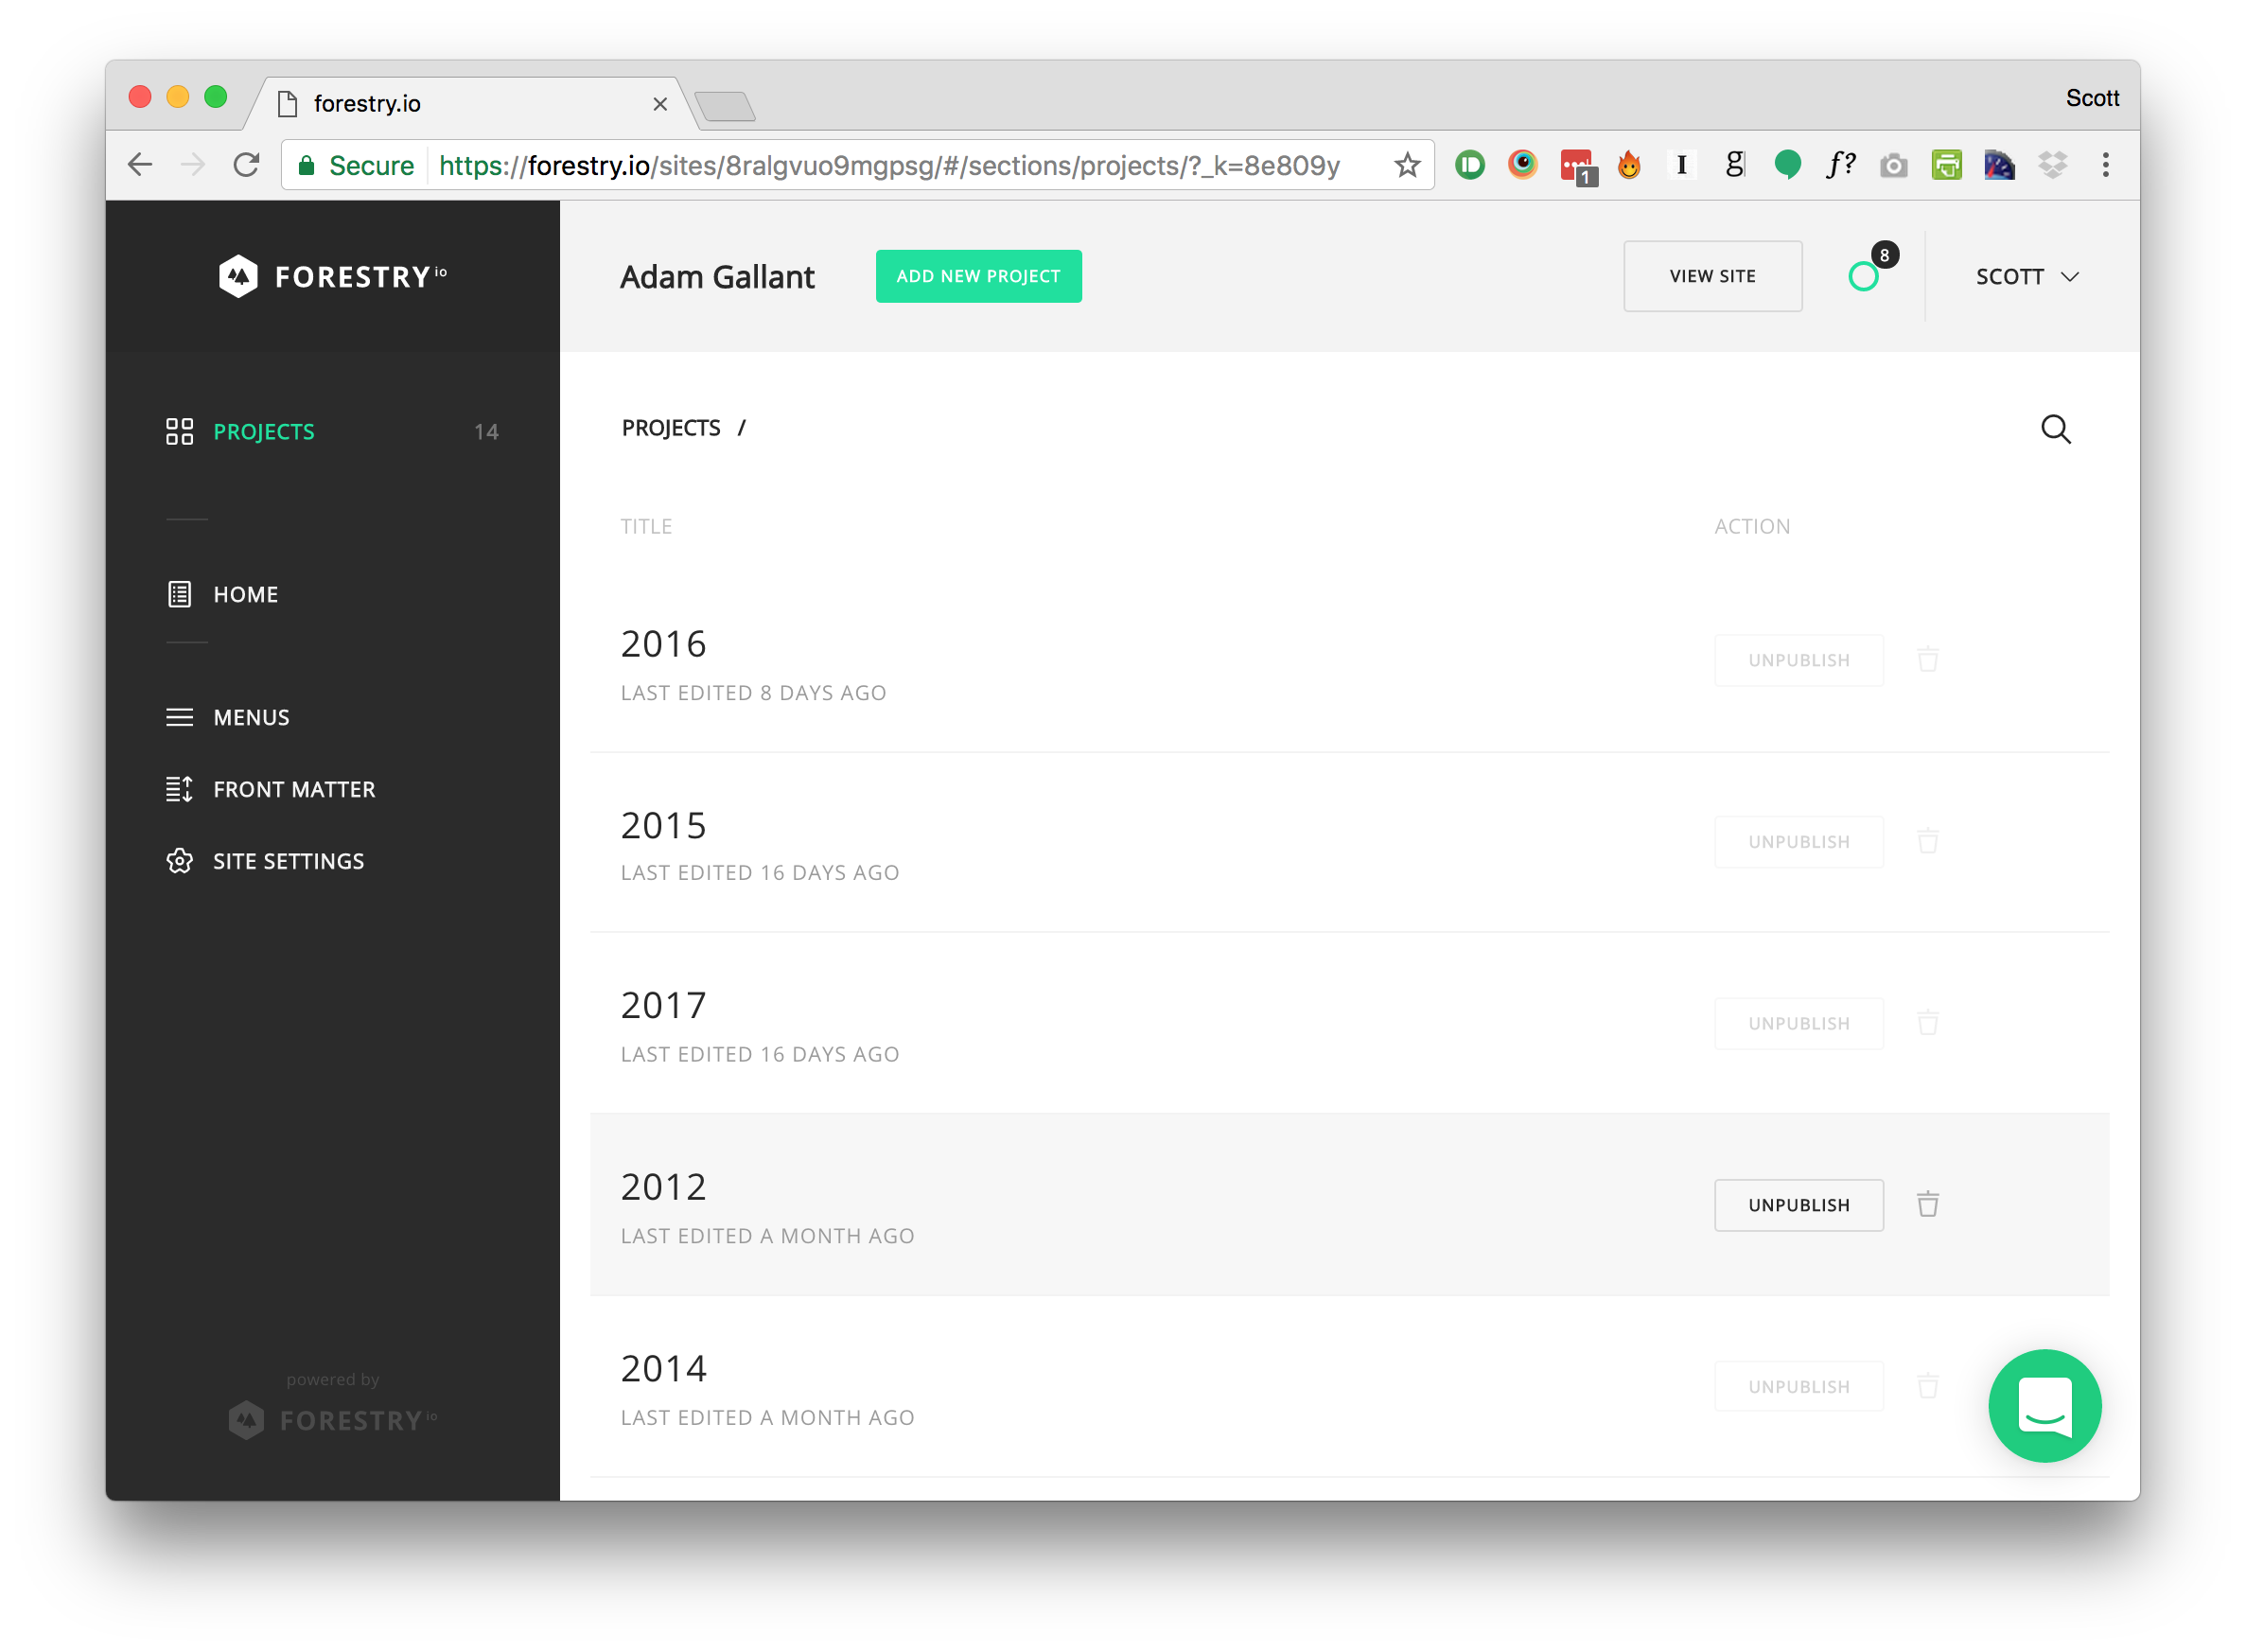 forestry.io
Scott
Secure https://forestry.io/sites/8ralgvuo9mgpsg/#/sections/projects/?_k=8e809y
1
I
g
f?
FORESTRY io
Adam Gallant
ADD NEW PROJECT
VIEW SITE
8
SCOTT
PROJECTS 14
HOME
MENUS
FRONT MATTER
SITE SETTINGS
powered by
FORESTRY io
PROJECTS /
TITLE ACTION
2016
LAST EDITED 8 DAYS AGO
UNPUBLISH
2015
LAST EDITED 16 DAYS AGO
UNPUBLISH
2017
LAST EDITED 16 DAYS AGO
UNPUBLISH
2012
LAST EDITED A MONTH AGO
UNPUBLISH
2014
LAST EDITED A MONTH AGO
UNPUBLISH